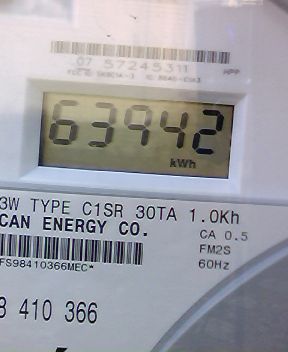 07 57245311
63942
kWh
3W TYPE C1SR 30TA 1.0Kh
CAN ENERGY CO.
CA 0.5
FM2S
60Hz
FS98410366MEC*
8 410 366